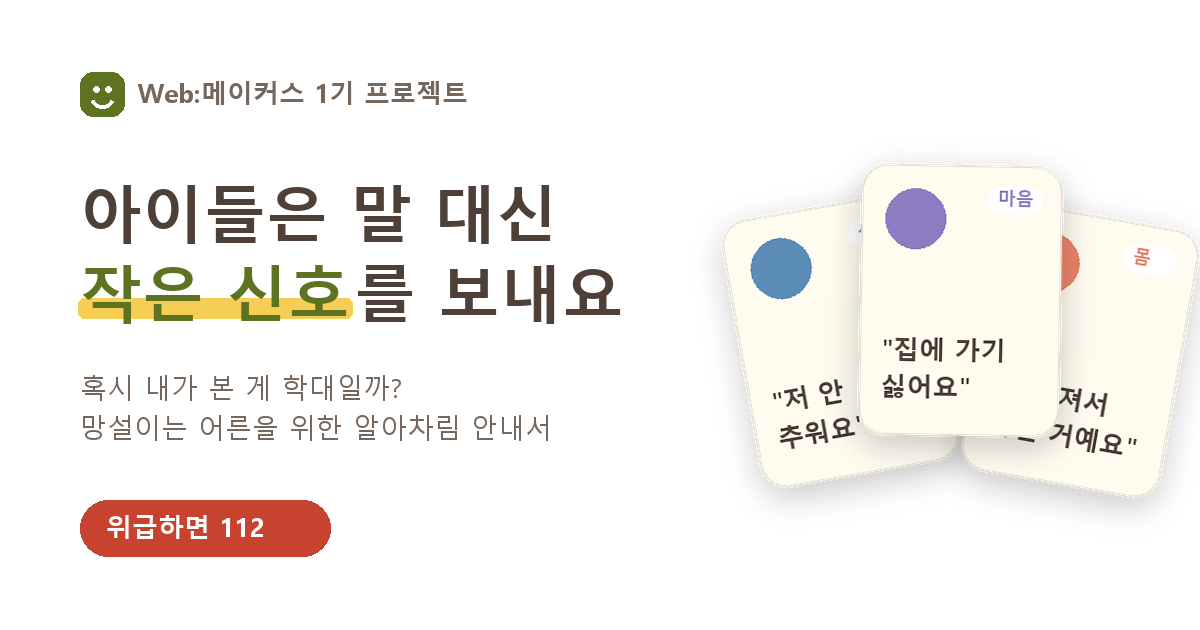 Web:메이커스 1기 프로젝트
아이들은 말 대신
작은 신호를 보내요
혹시 내가 본 게 학대일까?
망설이는 어른을 위한 알아차림 안내서
위급하면 112
"저 안
추워요"
마음
"집에 가기
싫어요"
몸
져서
거예요"